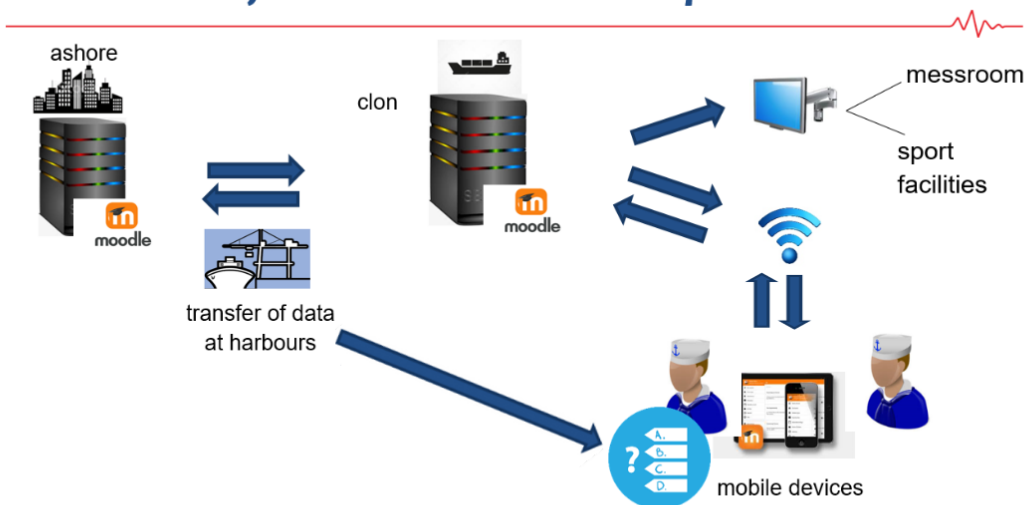 ashore
clon
messroom
sport
facilities
moodle
moodle
transfer of data
at harbours
?
A.
B.
C.
D.
mobile devices